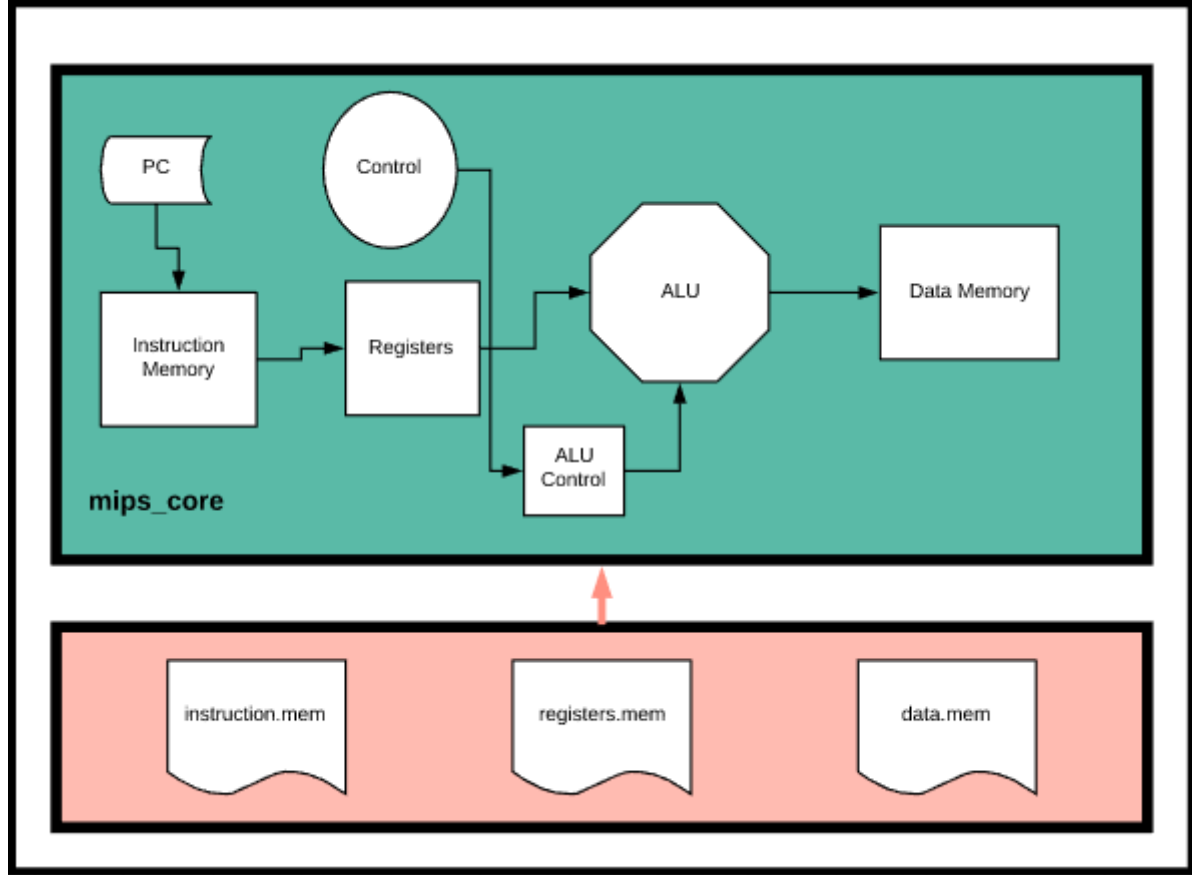 PC
Control
Instruction
Memory
Registers
ALU
Data Memory
ALU
Control
mips_core
instruction.mem
registers.mem
data.mem